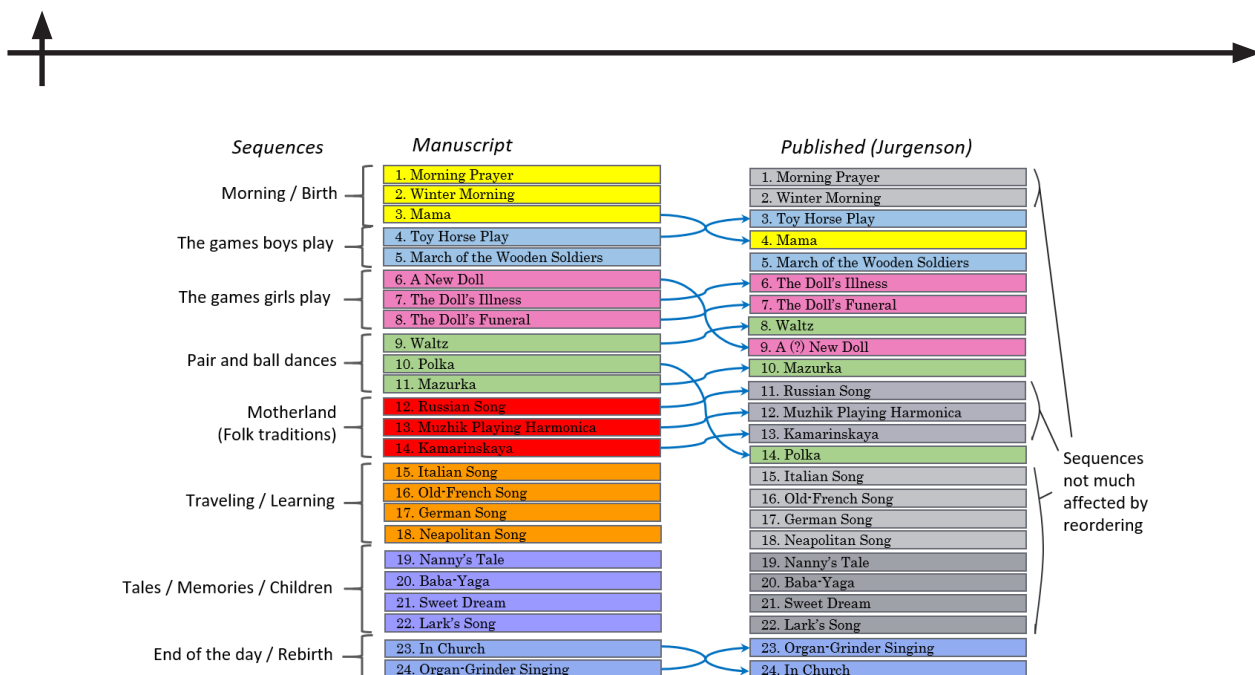 Sequences
Manuscript
Published (Jurgenson)
Morning / Birth
1. Morning Prayer
2. Winter Morning
3. Mama
The games boys play
4. Toy Horse Play
5. March of the Wooden Soldiers
The games girls play
6. A New Doll
7. The Doll's Illness
8. The Doll's Funeral
Pair and ball dances
9. Waltz
10. Polka
11. Mazurka
Motherland
(Folk traditions)
12. Russian Song
13. Muzhik Playing Harmonica
14. Kamarinskaya
Traveling / Learning
15. Italian Song
16. Old-French Song
17. German Song
18. Neapolitan Song
Tales / Memories / Children
19. Nanny's Tale
20. Baba-Yaga
21. Sweet Dream
22. Lark's Song
End of the day / Rebirth
23. In Church
24. Organ-Grinder Singing
1. Morning Prayer
2. Winter Morning
3. Toy Horse Play
4. Mama
5. March of the Wooden Soldiers
6. The Doll's Illness
7. The Doll's Funeral
8. Waltz
9. A (?) New Doll
10. Mazurka
11. Russian Song
12. Muzhik Playing Harmonica
13. Kamarinskaya
14. Polka
15. Italian Song
16. Old-French Song
17. German Song
18. Neapolitan Song
19. Nanny's Tale
20. Baba-Yaga
21. Sweet Dream
22. Lark's Song
23. Organ-Grinder Singing
24. In Church
Sequences
not much
affected by
reordering